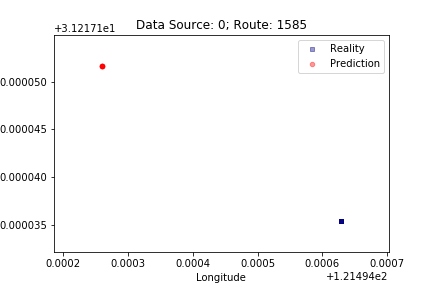 Data Source: 0; Route: 1585
+3.12171e1
Reality
Prediction
0.000050
0.000045
0.000040
0.000035
0.0002 0.0003 0.0004 0.0005 0.0006 0.0007
Longitude
+1.21494e2